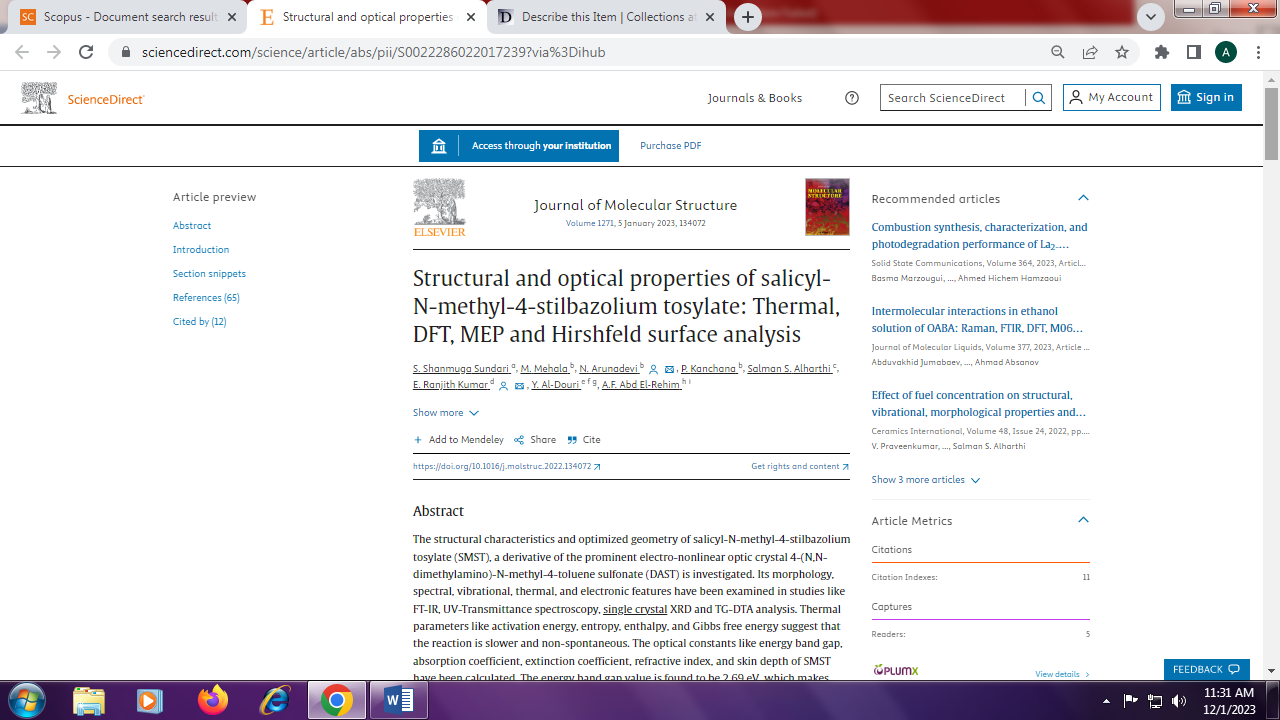 Scopus - Document search result
Structural and optical properties
Describe this Item | Collections at
sciencedirect.com/science/article/abs/pii/S0022286022017239?via%3Dihub
A
ScienceDirect
Journals & Books
Search ScienceDirect
My Account
Sign in
Access through your institution
Purchase PDF
Article preview
Abstract
Introduction
Section snippets
References (65)
Cited by (12)
ELSEVIER
Journal of Molecular Structure
Volume 1271, 5 January 2023, 134072
MOLECULAR
STRUCTURE
Structural and optical properties of salicyl-
N-methyl-4-stilbazolium tosylate: Thermal,
DFT, MEP and Hirshfeld surface analysis
S. Shanmuga Sundari a, M. Mehala b, N. Arunadevi b, P. Kanchana b, Salman S. Alharthi c,
E. Ranjith Kumar d, Y. Al-Douri e f g, A.F. Abd El-Rehim h i
Show more
Add to Mendeley Share Cite
https://doi.org/10.1016/j.molstruc.2022.134072
Get rights and content
Abstract
The structural characteristics and optimized geometry of salicyl-N-methyl-4-stilbazolium
tosylate (SMST), a derivative of the prominent electro-nonlinear optic crystal 4-(N,N-
dimethylamino)-N-methyl-4-toluene sulfonate (DAST) is investigated. Its morphology,
spectral, vibrational, thermal, and electronic features have been examined in studies like
FT-IR, UV-Transmittance spectroscopy, single crystal XRD and TG-DTA analysis. Thermal
parameters like activation energy, entropy, enthalpy, and Gibbs free energy suggest that
the reaction is slower and non-spontaneous. The optical constants like energy band gap,
absorption coefficient, extinction coefficient, refractive index, and skin depth of SMST
have been calculated. The energy band gap value is found to be 2.69 eV, which makes
Recommended articles
Combustion synthesis, characterization, and
photodegradation performance of La2....
Solid State Communications, Volume 364, 2023, Articl...
Basma Marzougui, ..., Ahmed Hichem Hamzaoui
Intermolecular interactions in ethanol
solution of OABA: Raman, FTIR, DFT, M06...
Journal of Molecular Liquids, Volume 377, 2023, Article ...
Abduvakhid Jumabaev, ..., Ahmad Absanov
Effect of fuel concentration on structural,
vibrational, morphological properties and...
Ceramics International, Volume 48, Issue 24, 2022, pp....
V. Praveenkumar, ..., Salman S. Alharthi
Show 3 more articles
Article Metrics
Citations
Citation Indexes: 11
Captures
Readers: 5
PLUMX
View details
FEEDBACK
11:31 AM
12/1/2023